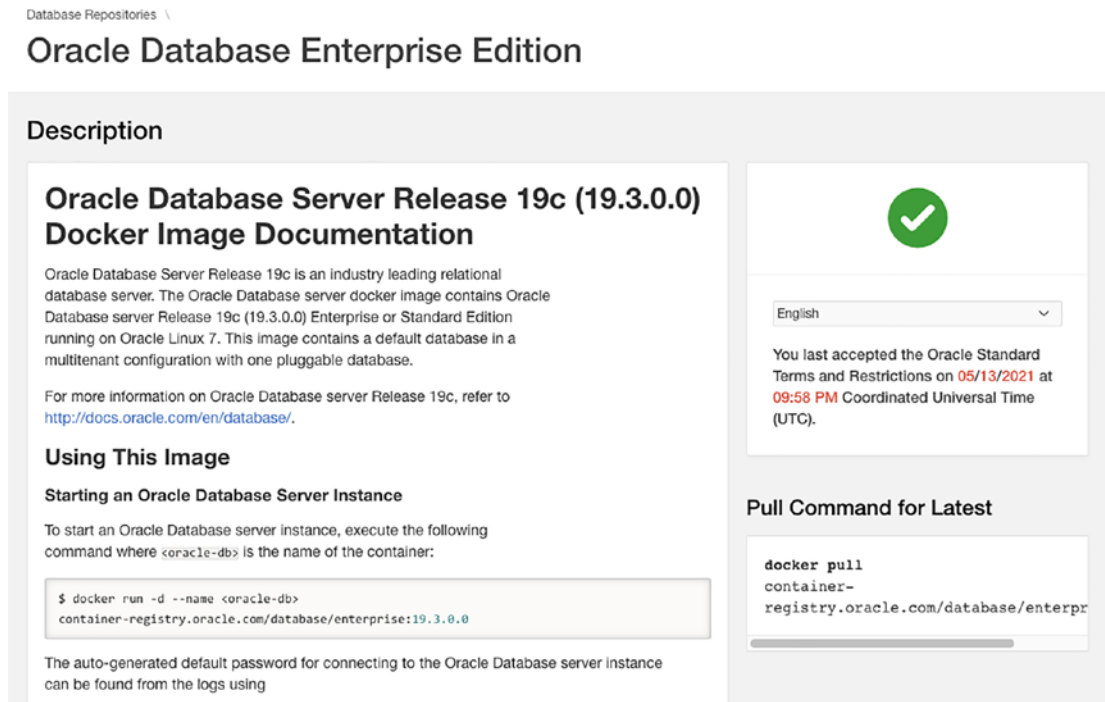 Database Repositories \
Oracle Database Enterprise Edition
Description
Oracle Database Server Release 19c (19.3.0.0)
Docker Image Documentation
Oracle Database Server Release 19c is an industry leading relational
database server. The Oracle Database server docker image contains Oracle
Database server Release 19c (19.3.0.0) Enterprise or Standard Edition
running on Oracle Linux 7. This image contains a default database in a
multitenant configuration with one pluggable database.
For more information on Oracle Database server Release 19c, refer to
http://docs.oracle.com/en/database/.
Using This Image
Starting an Oracle Database Server Instance
To start an Oracle Database server instance, execute the following
command where <oracle-db> is the name of the container:
$ docker run -d --name <oracle-db>
container-registry.oracle.com/database/enterprise:19.3.0.0
The auto-generated default password for connecting to the Oracle Database server instance
can be found from the logs using
English
You last accepted the Oracle Standard
Terms and Restrictions on 05/13/2021 at
09:58 PM Coordinated Universal Time
(UTC).
Pull Command for Latest
docker pull
container-
registry.oracle.com/database/enterpr